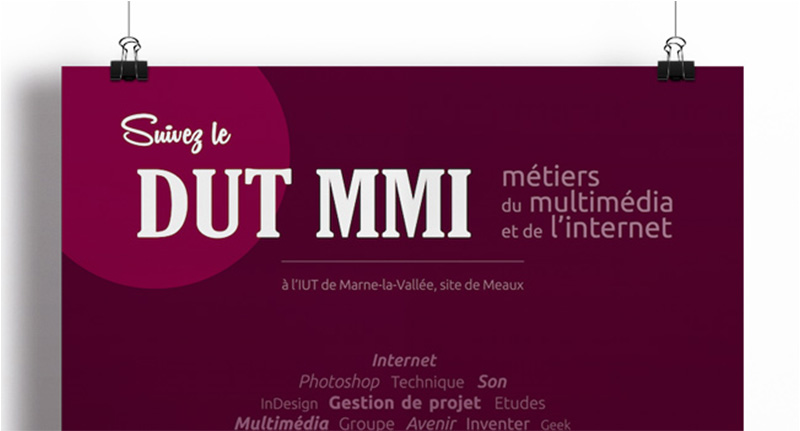 Suivez le
DUT MMI
métiers
du multimédia
et de l'internet
à l'IUT de Marne-la-Vallée, site de Meaux
Internet
Photoshop Technique Son
InDesign Gestion de projet Etudes
Multimédia Groupe Avenir Inventer Geek